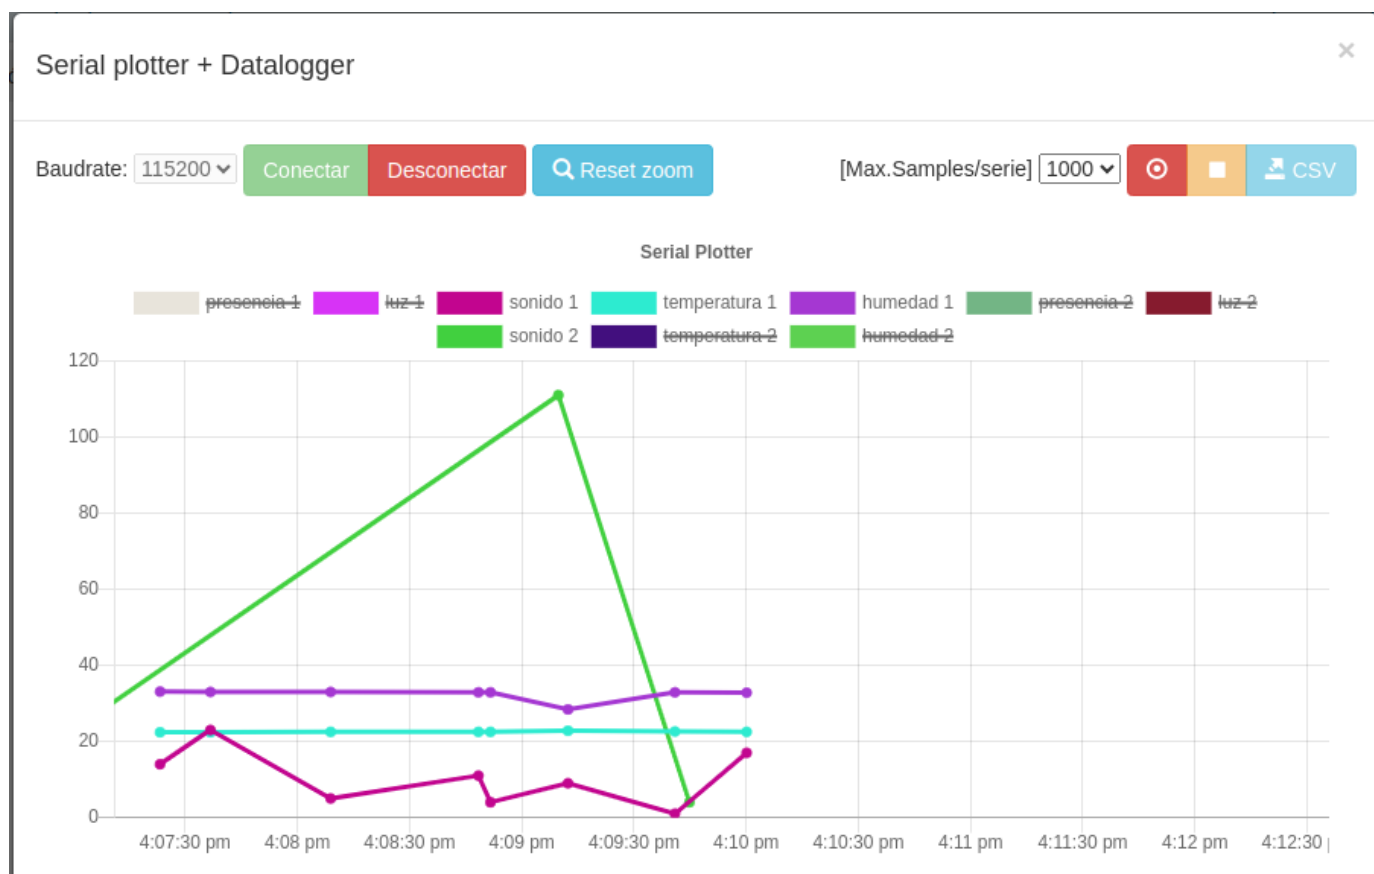 Serial plotter + Datalogger ×
Baudrate: 115200 Conectar Desconectar Reset zoom [Max.Samples/serie] 1000 CSV
Serial Plotter
presencia 1 luz 1 sonido 1 temperatura 1 humedad 1 presencia 2 luz 2
sonido 2 temperatura 2 humedad 2
120
100
80
60
40
20
0
4:07:30 pm 4:08 pm 4:08:30 pm 4:09 pm 4:09:30 pm 4:10 pm 4:10:30 pm 4:11 pm 4:11:30 pm 4:12 pm 4:12:30